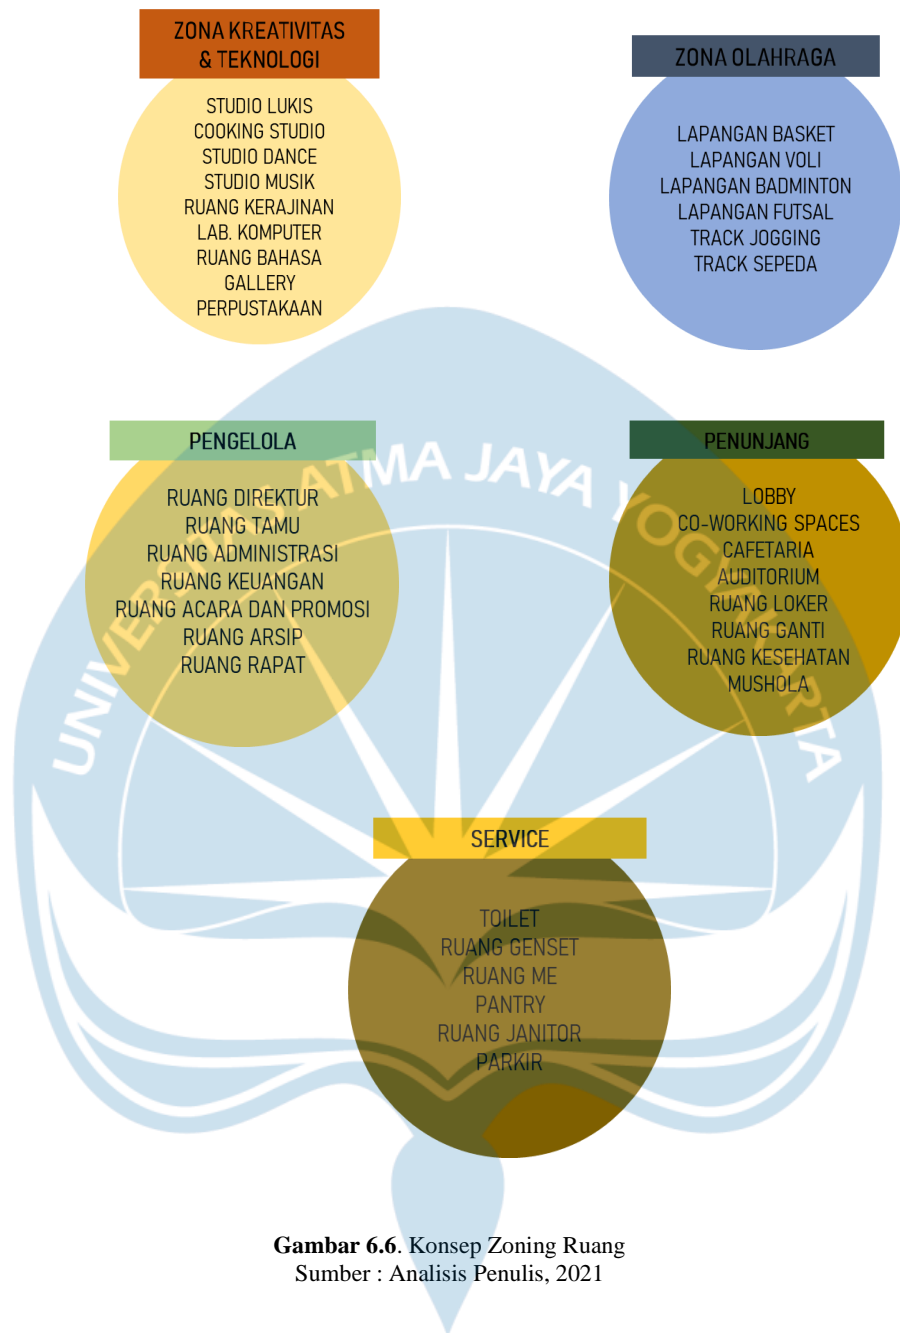 ZONA KREATIVITAS
& TEKNOLOGI
STUDIO LUKIS
COOKING STUDIO
STUDIO DANCE
STUDIO MUSIK
RUANG KERAJINAN
LAB. KOMPUTER
RUANG BAHASA
GALLERY
PERPUSTAKAAN
ZONA OLAHRAGA
LAPANGAN BASKET
LAPANGAN VOLI
LAPANGAN BADMINTON
LAPANGAN FUTSAL
TRACK JOGGING
TRACK SEPEDA
UNIVERSITAS ATMA JAYA YOGYAKARTA
PENGELOLA
RUANG DIREKTUR
RUANG TAMU
RUANG ADMINISTRASI
RUANG KEUANGAN
RUANG ACARA DAN PROMOSI
RUANG ARSIP
RUANG RAPAT
PENUNJANG
LOBBY
CO-WORKING SPACES
CAFETARIA
AUDITORIUM
RUANG LOKER
RUANG GANTI
RUANG KESEHATAN
MUSHOLA
SERVICE
TOILET
RUANG GENSET
RUANG ME
PANTRY
RUANG JANITOR
PARKIR
Gambar 6.6. Konsep Zoning Ruang
Sumber : Analisis Penulis, 2021